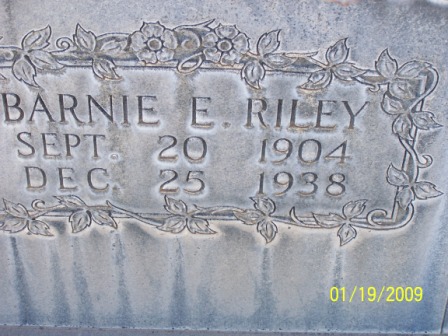 BARNIE E. RILEY
SEPT. 20 1904
DEC. 25 1938
01/19/2009